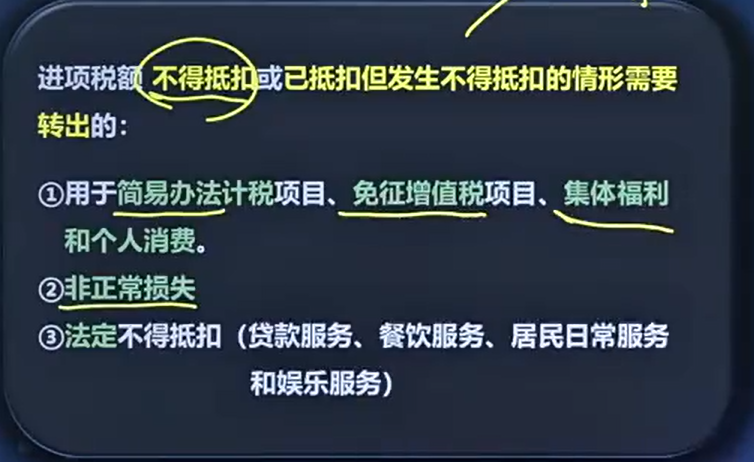 进项税额 不得抵扣或已抵扣但发生不得抵扣的情形需要
转出的：
①用于简易办法计税项目、免征增值税项目、集体福利
和个人消费。
②非正常损失
③法定不得抵扣（贷款服务、餐饮服务、居民日常服务
和娱乐服务）